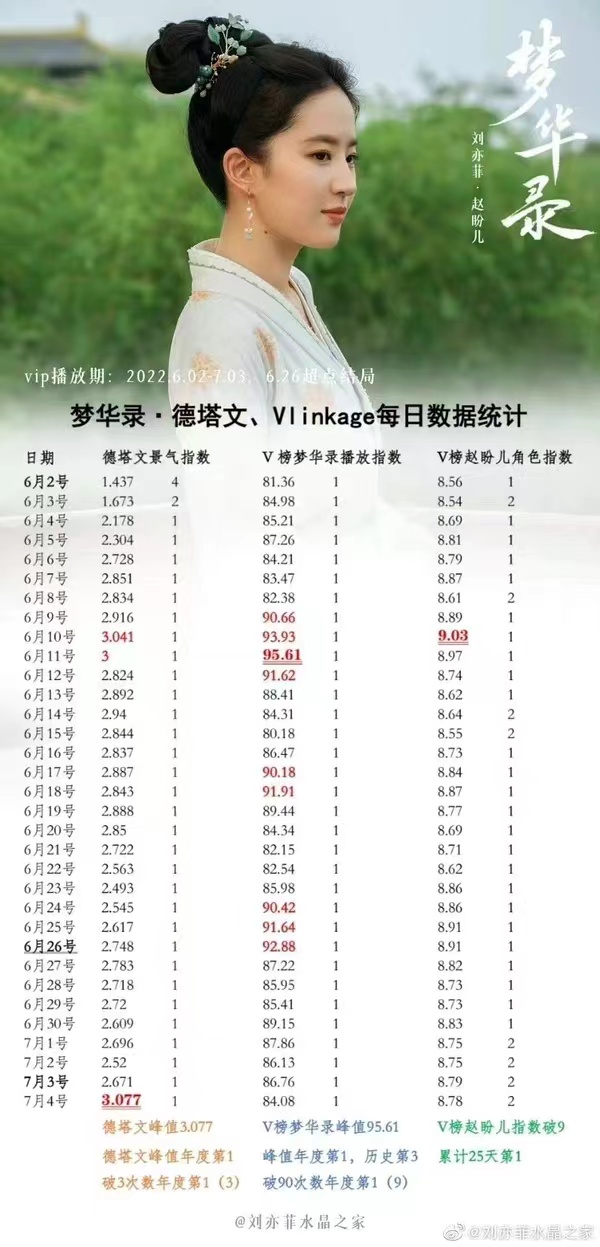 梦华录
刘亦菲·赵盼儿
vip播放期：2022.6.02-7.03，6.26超点结局
梦华录·德塔文、Vlinkage每日数据统计
日期 德塔文景气指数 V榜梦华录播放指数 V榜赵盼儿角色指数
6月2号 1.437 4 81.36 1 8.56 1
6月3号 1.673 2 84.98 1 8.54 2
6月4号 2.178 1 85.21 1 8.69 1
6月5号 2.304 1 87.26 1 8.81 1
6月6号 2.728 1 84.21 1 8.79 1
6月7号 2.851 1 83.47 1 8.87 1
6月8号 2.834 1 82.38 1 8.61 2
6月9号 2.916 1 90.66 1 8.89 1
6月10号 3.041 1 93.93 1 9.03 1
6月11号 3 1 95.61 1 8.97 1
6月12号 2.824 1 91.62 1 8.74 1
6月13号 2.892 1 88.41 1 8.62 1
6月14号 2.94 1 84.31 1 8.64 2
6月15号 2.844 1 80.18 1 8.55 2
6月16号 2.837 1 86.47 1 8.73 1
6月17号 2.887 1 90.18 1 8.84 1
6月18号 2.843 1 91.91 1 8.87 1
6月19号 2.888 1 89.44 1 8.77 1
6月20号 2.85 1 84.34 1 8.69 1
6月21号 2.722 1 82.15 1 8.71 1
6月22号 2.563 1 82.54 1 8.62 1
6月23号 2.493 1 85.98 1 8.86 1
6月24号 2.545 1 90.42 1 8.86 1
6月25号 2.617 1 91.64 1 8.91 1
6月26号 2.748 1 92.88 1 8.91 1
6月27号 2.783 1 87.22 1 8.82 1
6月28号 2.718 1 85.95 1 8.73 1
6月29号 2.72 1 85.41 1 8.73 1
6月30号 2.609 1 89.15 1 8.83 1
7月1号 2.696 1 87.86 1 8.75 2
7月2号 2.52 1 86.13 1 8.75 2
7月3号 2.671 1 86.76 1 8.79 2
7月4号 3.077 1 84.08 1 8.78 2
德塔文峰值3.077 V榜梦华录峰值95.61 V榜赵盼儿指数破9
德塔文峰值年度第1 峰值年度第1，历史第3 累计25天第1
破3次数年度第1（3） 破90次数年度第1（9）
@刘亦菲水晶之家
@刘亦菲水晶之家